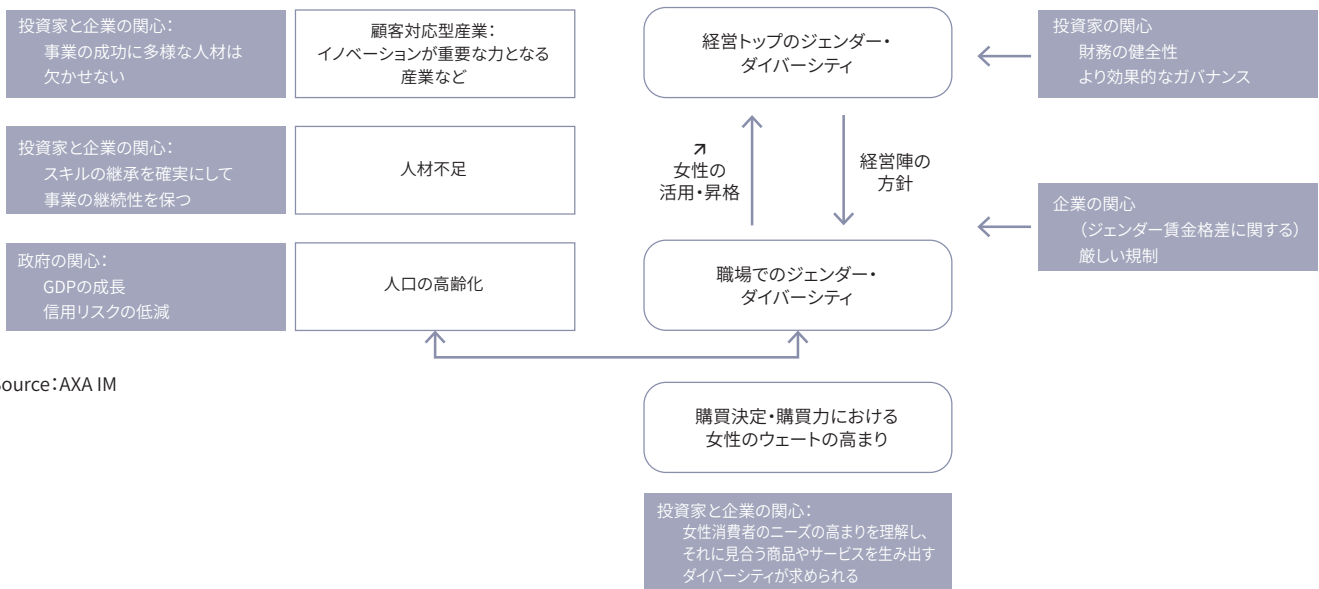 投資家と企業の関心：
事業の成功に多様な人材は
欠かせない
顧客対応型産業：
イノベーションが重要な力となる
産業など
経営トップのジェンダー・
ダイバーシティ
投資家の関心
財務の健全性
より効果的なガバナンス
投資家と企業の関心：
スキルの継承を確実にして
事業の継続性を保つ
人材不足
女性の
活用・昇格
経営陣の
方針
企業の関心
（ジェンダー賃金格差に関する）
厳しい規制
政府の関心：
GDPの成長
信用リスクの低減
人口の高齢化
職場でのジェンダー・
ダイバーシティ
Source：AXA IM
購買決定・購買力における
女性のウェートの高まり
投資家と企業の関心：
女性消費者のニーズの高まりを理解し、
それに見合う商品やサービスを生み出す
ダイバーシティが求められる